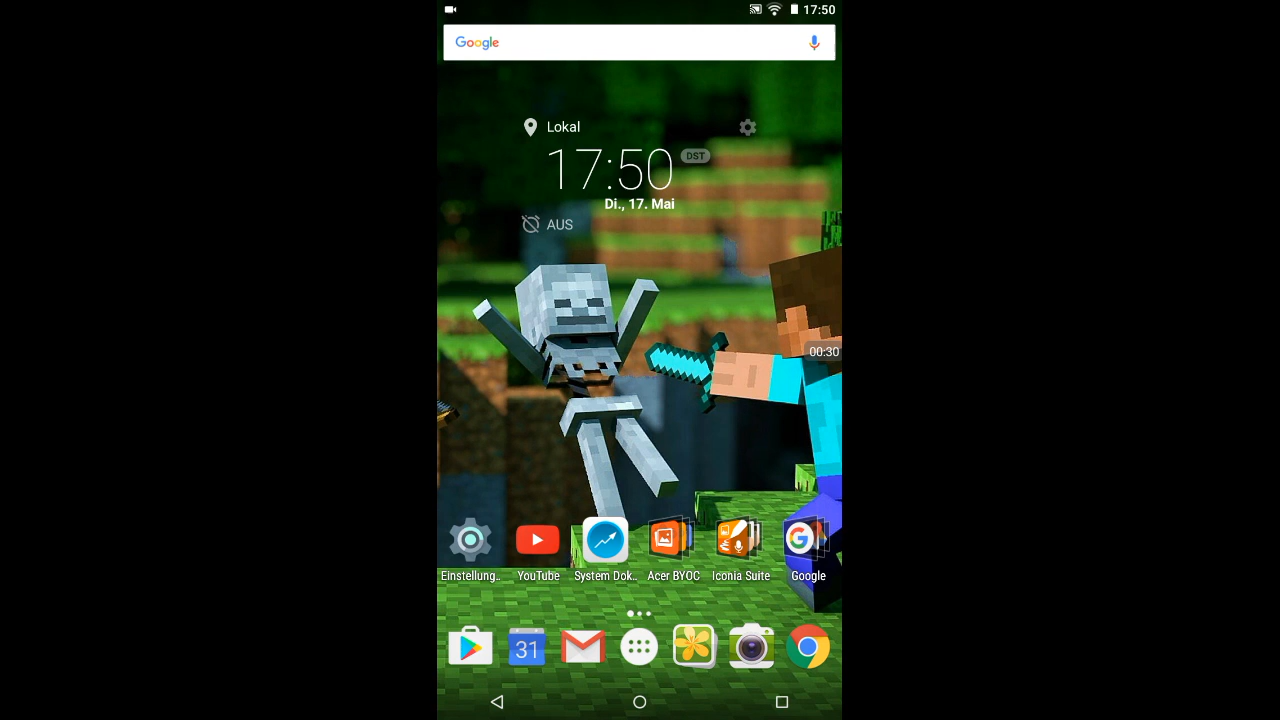 17:50
Google
Lokal
17:50 DST
Di., 17. Mai
AUS
00:30
Einstellung.. YouTube System Dok.. Acer BYOC Iconia Suite Google
31